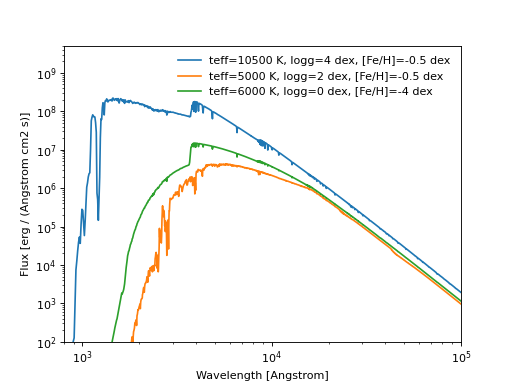 teff=10500 K, logg=4 dex, [Fe/H]=-0.5 dex
teff=5000 K, logg=2 dex, [Fe/H]=-0.5 dex
teff=6000 K, logg=0 dex, [Fe/H]=-4 dex
Flux [erg / (Angstrom cm2 s)]
10⁹
10⁸
10⁷
10⁶
10⁵
10⁴
10³
10²
10³ 10⁴ 10⁵
Wavelength [Angstrom]